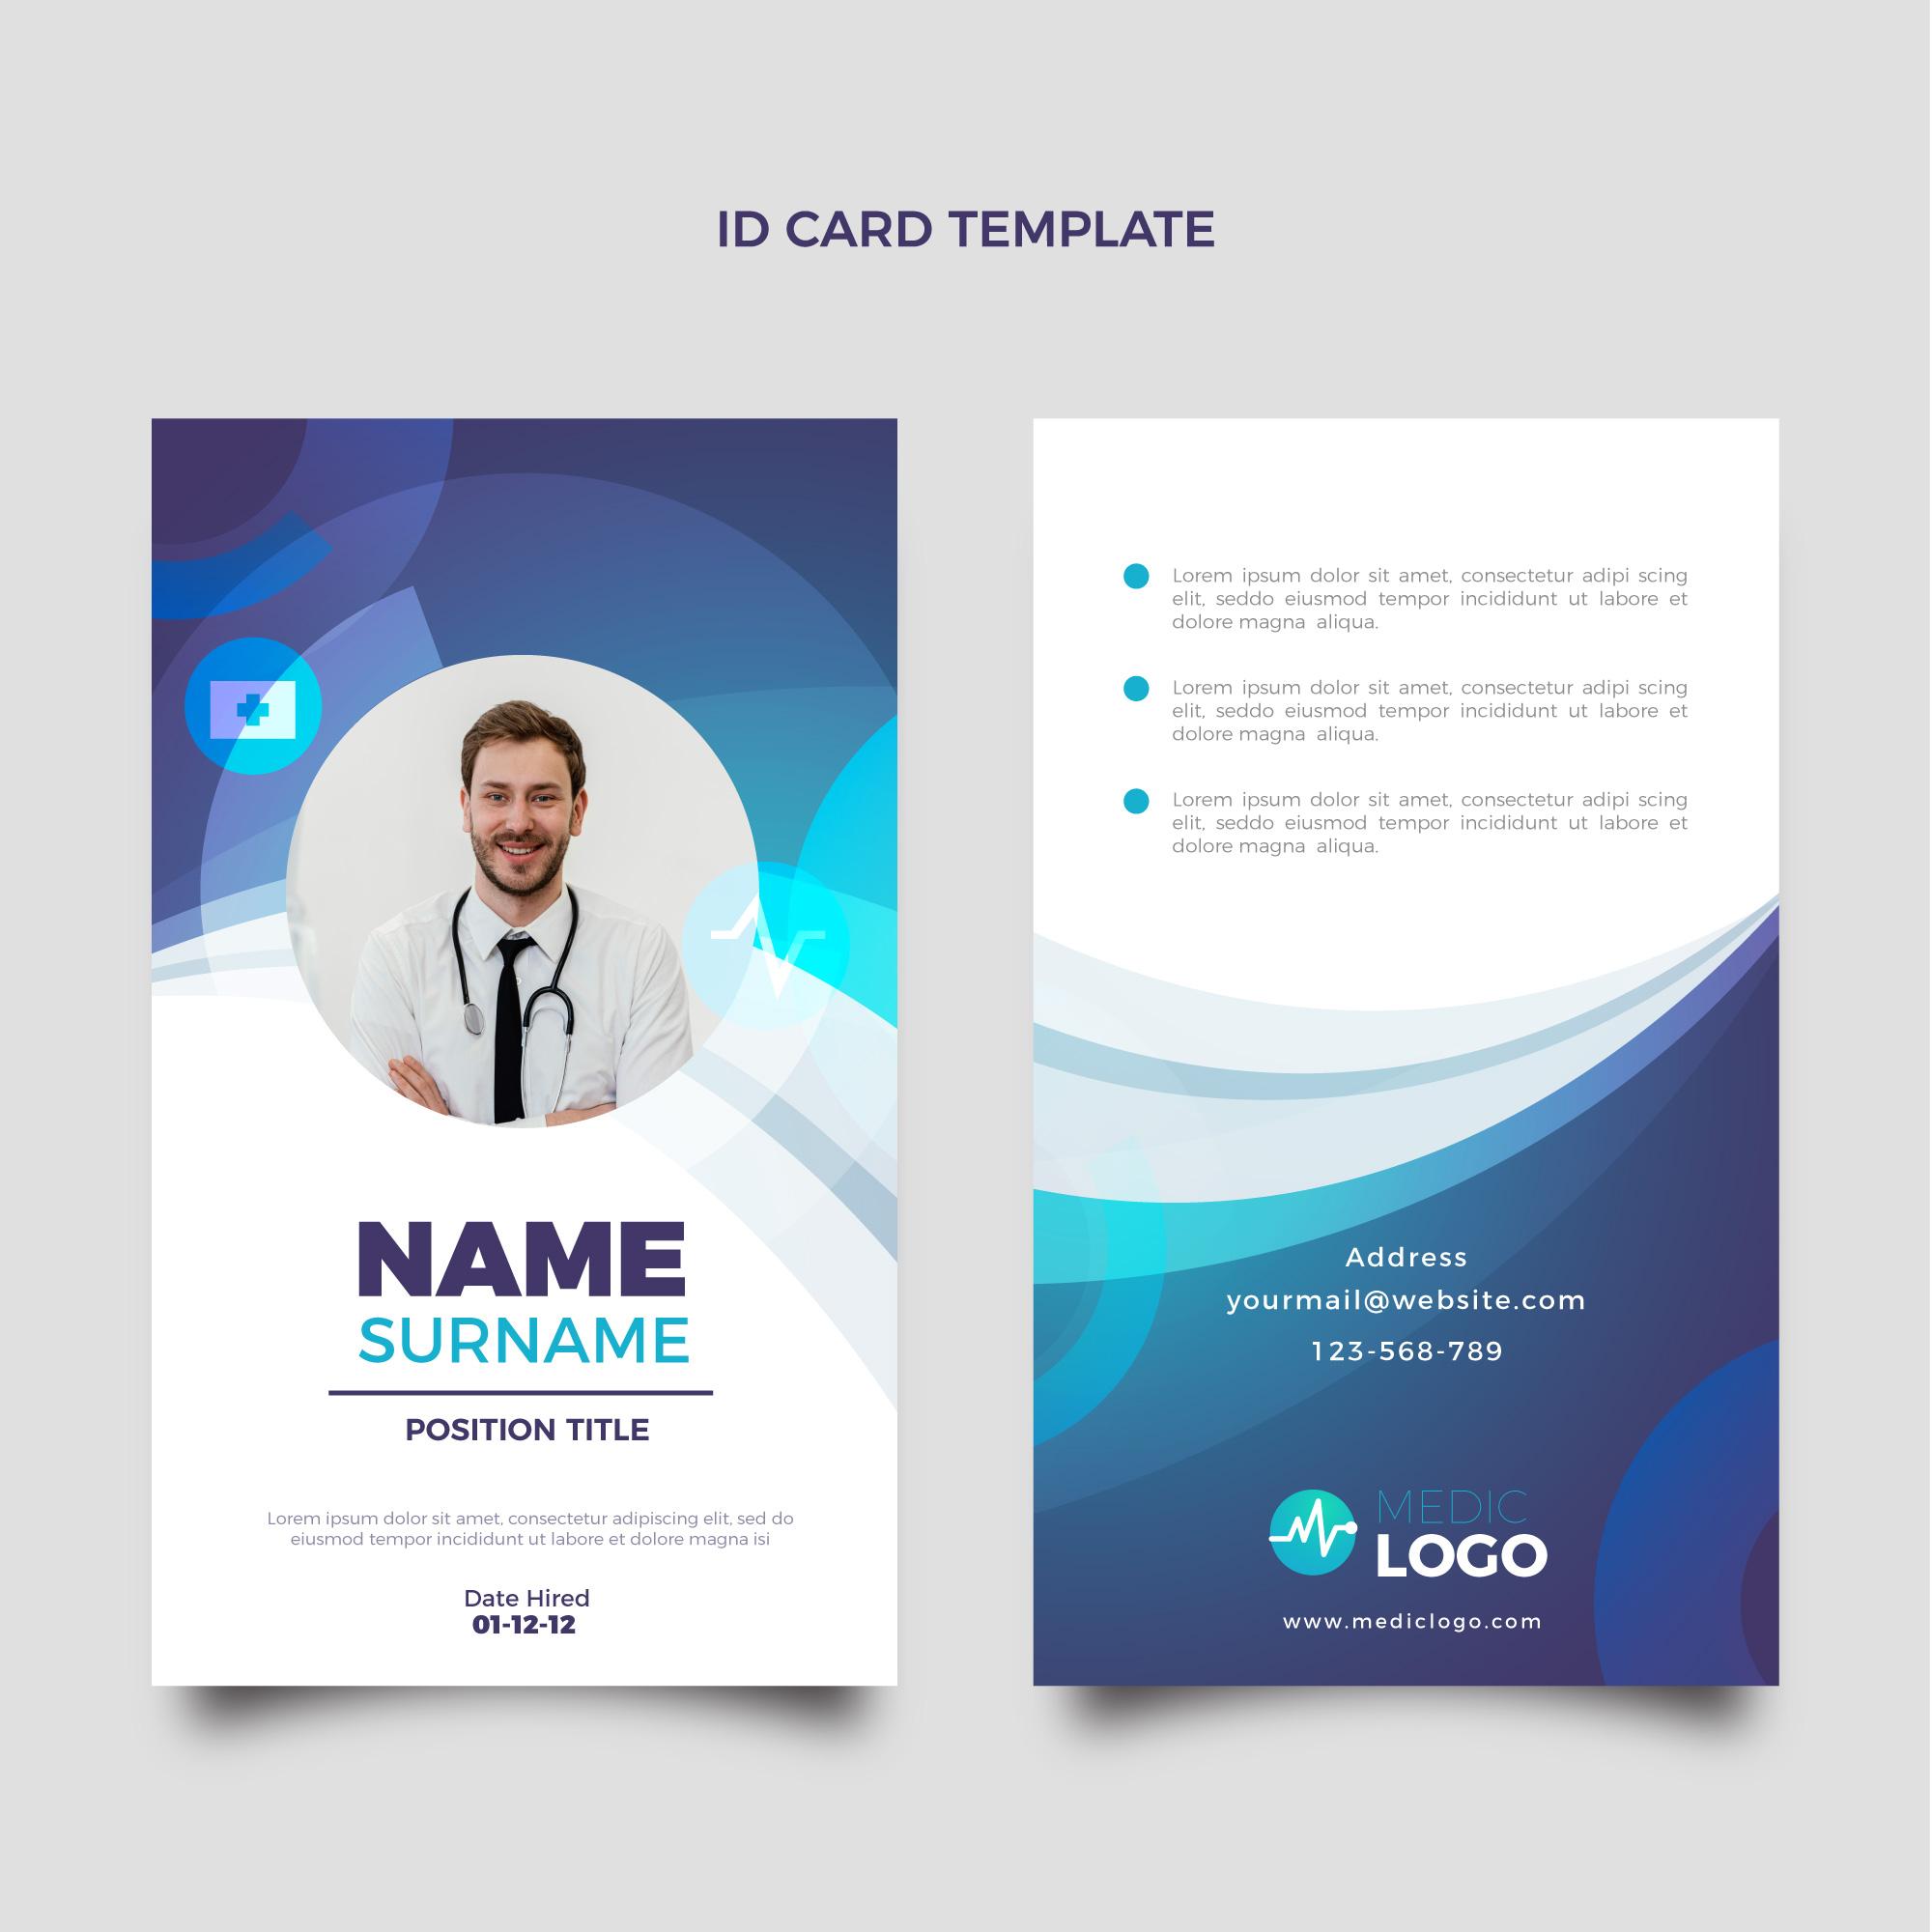 ID CARD TEMPLATE
NAME
SURNAME
POSITION TITLE
Lorem ipsum dolor sit amet, consectetur adipiscing elit, sed do
eiusmod tempor incididunt ut labore et dolore magna isi
Date Hired
01-12-12
Lorem ipsum dolor sit amet, consectetur adipi scing
elit, seddo eiusmod tempor incididunt ut labore et
dolore magna aliqua.
Lorem ipsum dolor sit amet, consectetur adipi scing
elit, seddo eiusmod tempor incididunt ut labore et
dolore magna aliqua.
Lorem ipsum dolor sit amet, consectetur adipi scing
elit, seddo eiusmod tempor incididunt ut labore et
dolore magna aliqua.
Address
yourmail@website.com
123-568-789
MEDIC
LOGO
www.mediclogo.com